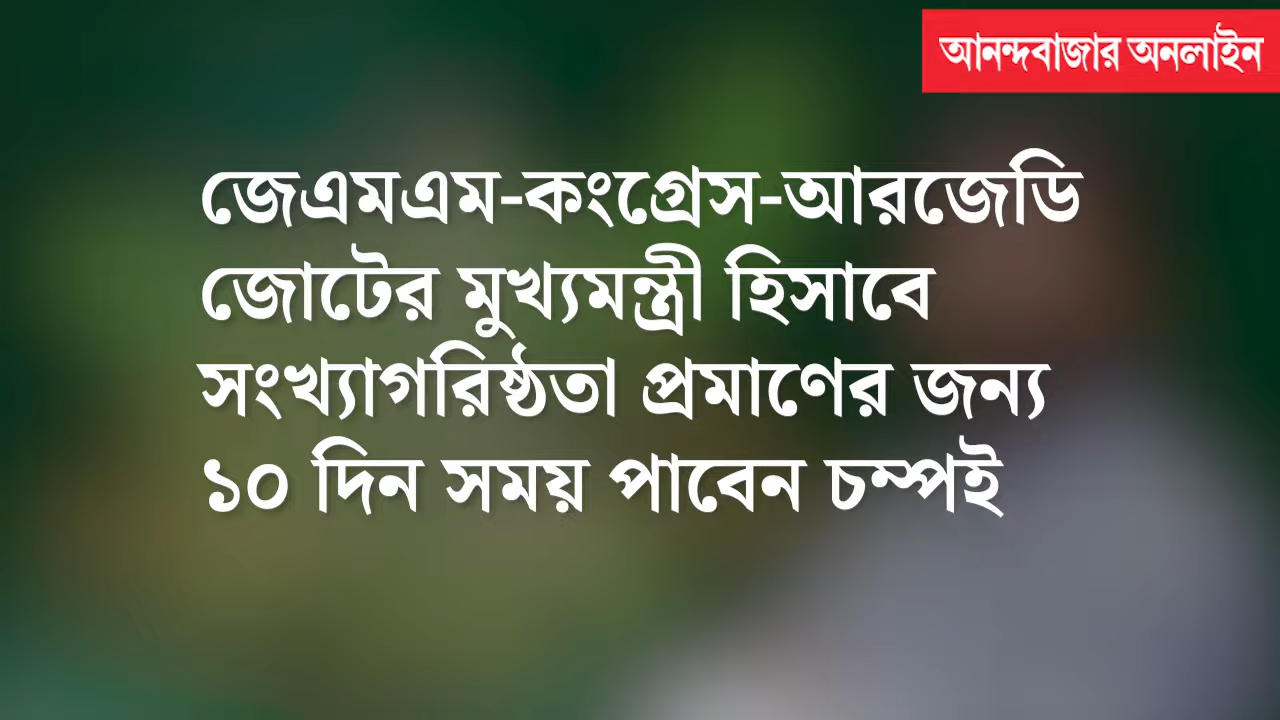 আনন্দবাজার অনলাইন
জেএমএম-কংগ্রেস-আরজেডি
জোটের মুখ্যমন্ত্রী হিসাবে
সংখ্যাগরিষ্ঠতা প্রমাণের জন্য
১০ দিন সময় পাবেন চম্পই